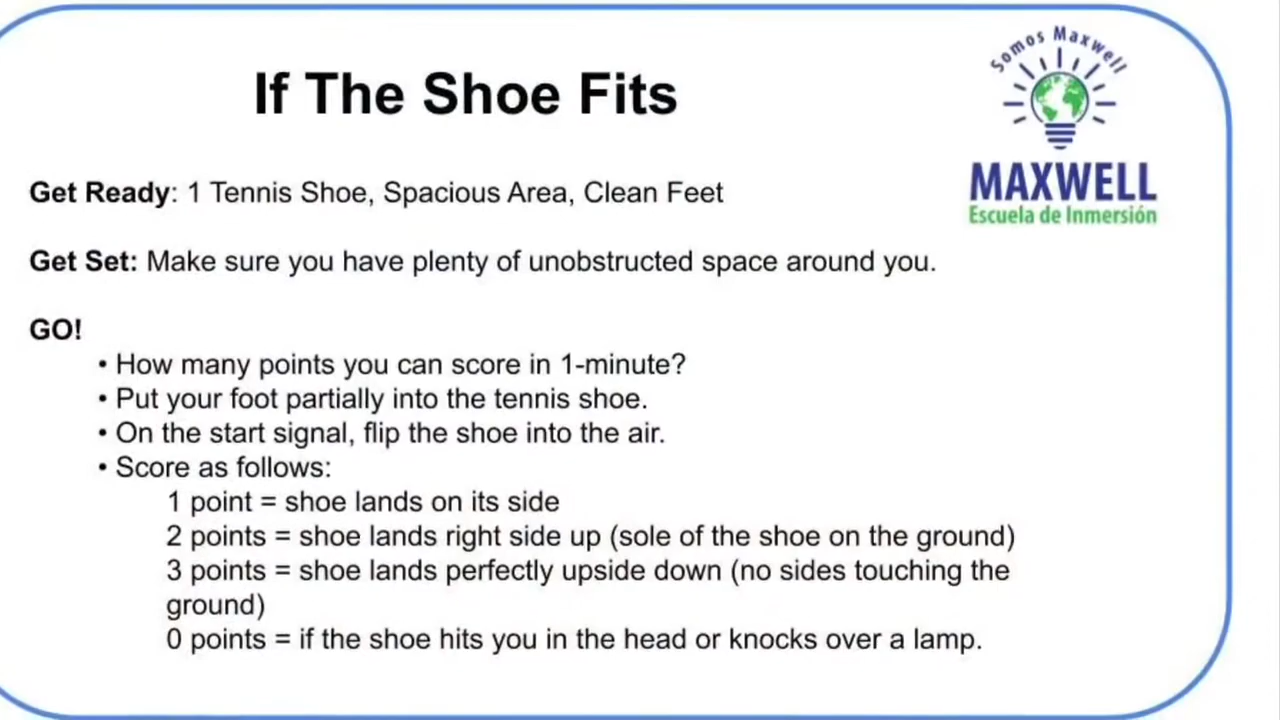 If The Shoe Fits
Somos Maxwell
MAXWELL
Escuela de Inmersión
Get Ready: 1 Tennis Shoe, Spacious Area, Clean Feet
Get Set: Make sure you have plenty of unobstructed space around you.
GO!
• How many points you can score in 1-minute?
• Put your foot partially into the tennis shoe.
• On the start signal, flip the shoe into the air.
• Score as follows:
1 point = shoe lands on its side
2 points = shoe lands right side up (sole of the shoe on the ground)
3 points = shoe lands perfectly upside down (no sides touching the
ground)
0 points = if the shoe hits you in the head or knocks over a lamp.